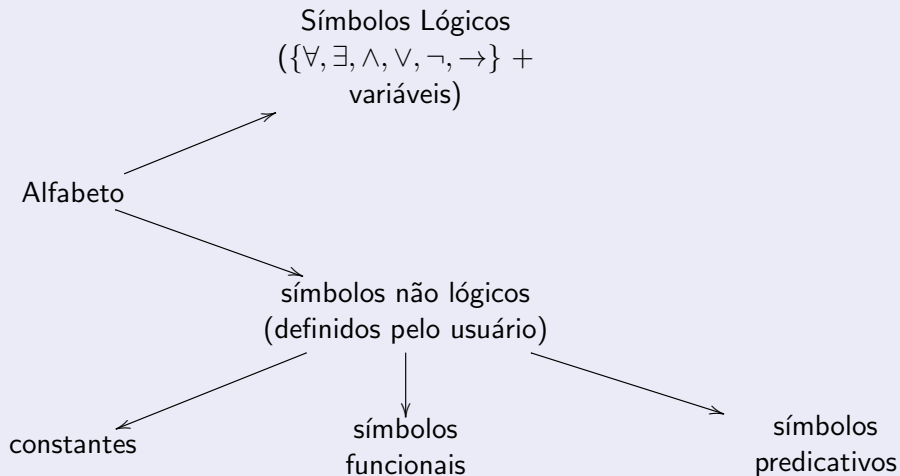 Símbolos Lógicos
({∀, ∃, ∧, ∨, ¬, →} +
variáveis)
Alfabeto
símbolos não lógicos
(definidos pelo usuário)
constantes
símbolos
funcionais
símbolos
predicativos